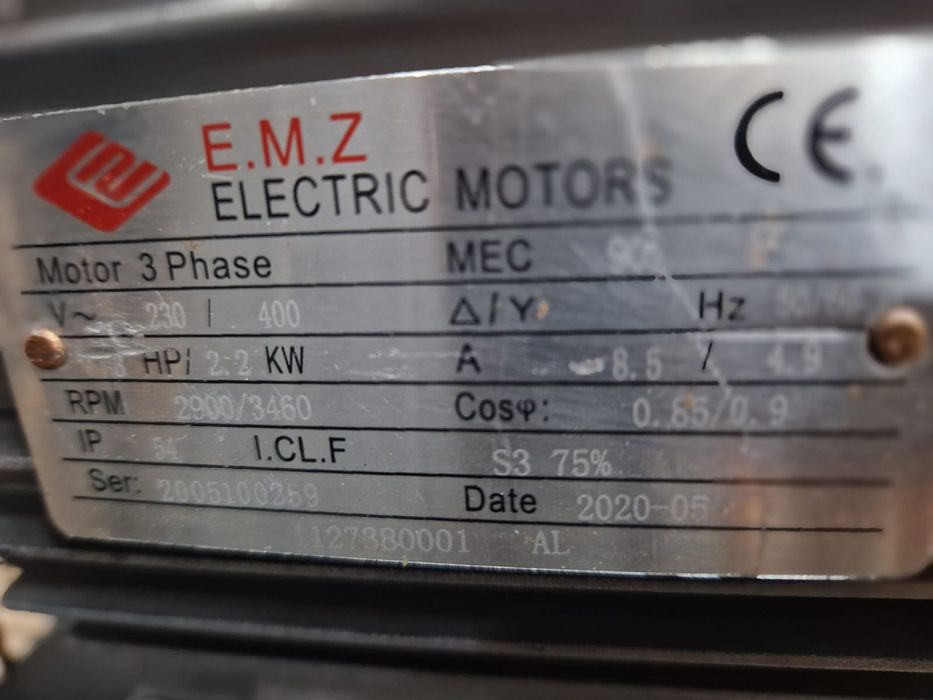 E.M.Z
ELECTRIC MOTORS CE
Motor 3 Phase MEC
V~ 230 / 400 Δ/Y Hz
3 HP/ 2.2 KW A 8.5 / 4.9
RPM 2900/3460 Cosφ: 0.85/0.9
IP 54 I.CL.F S3 75%
Ser: 2005100259 Date 2020-05
1127380001 AL